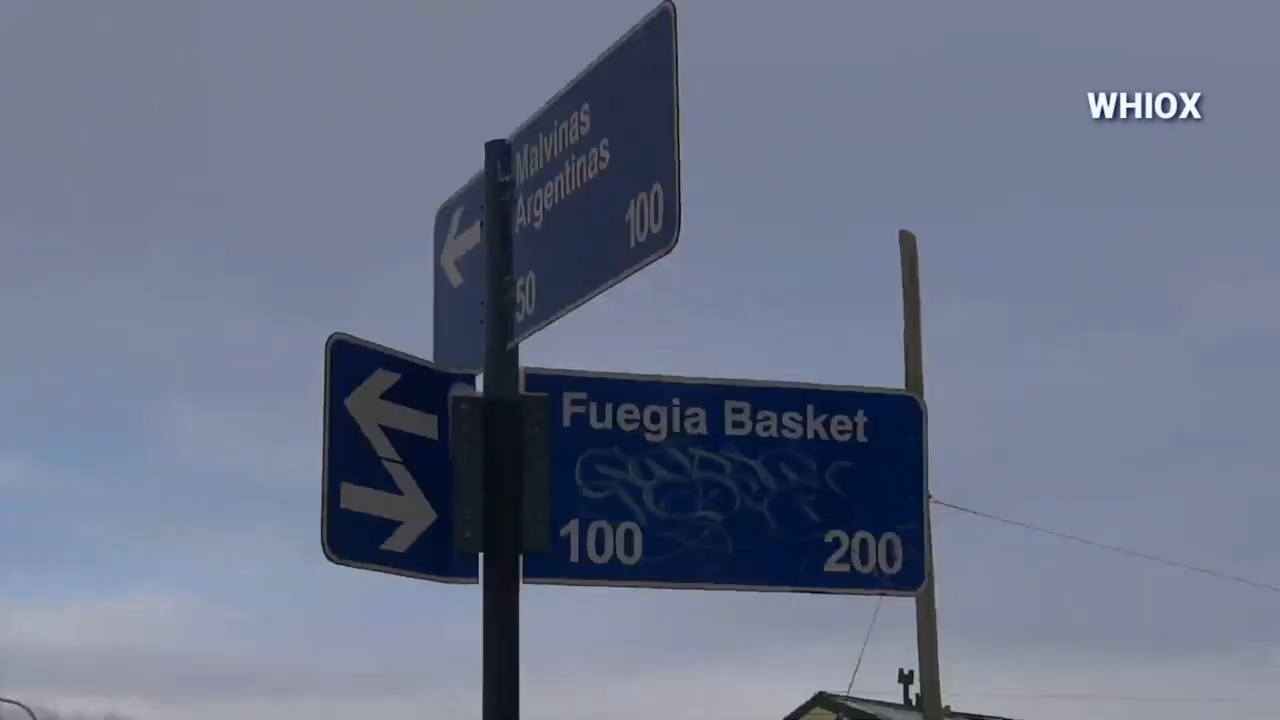 WHIOX
Malvinas
Argentinas
50 100
Fuegia Basket
100 200